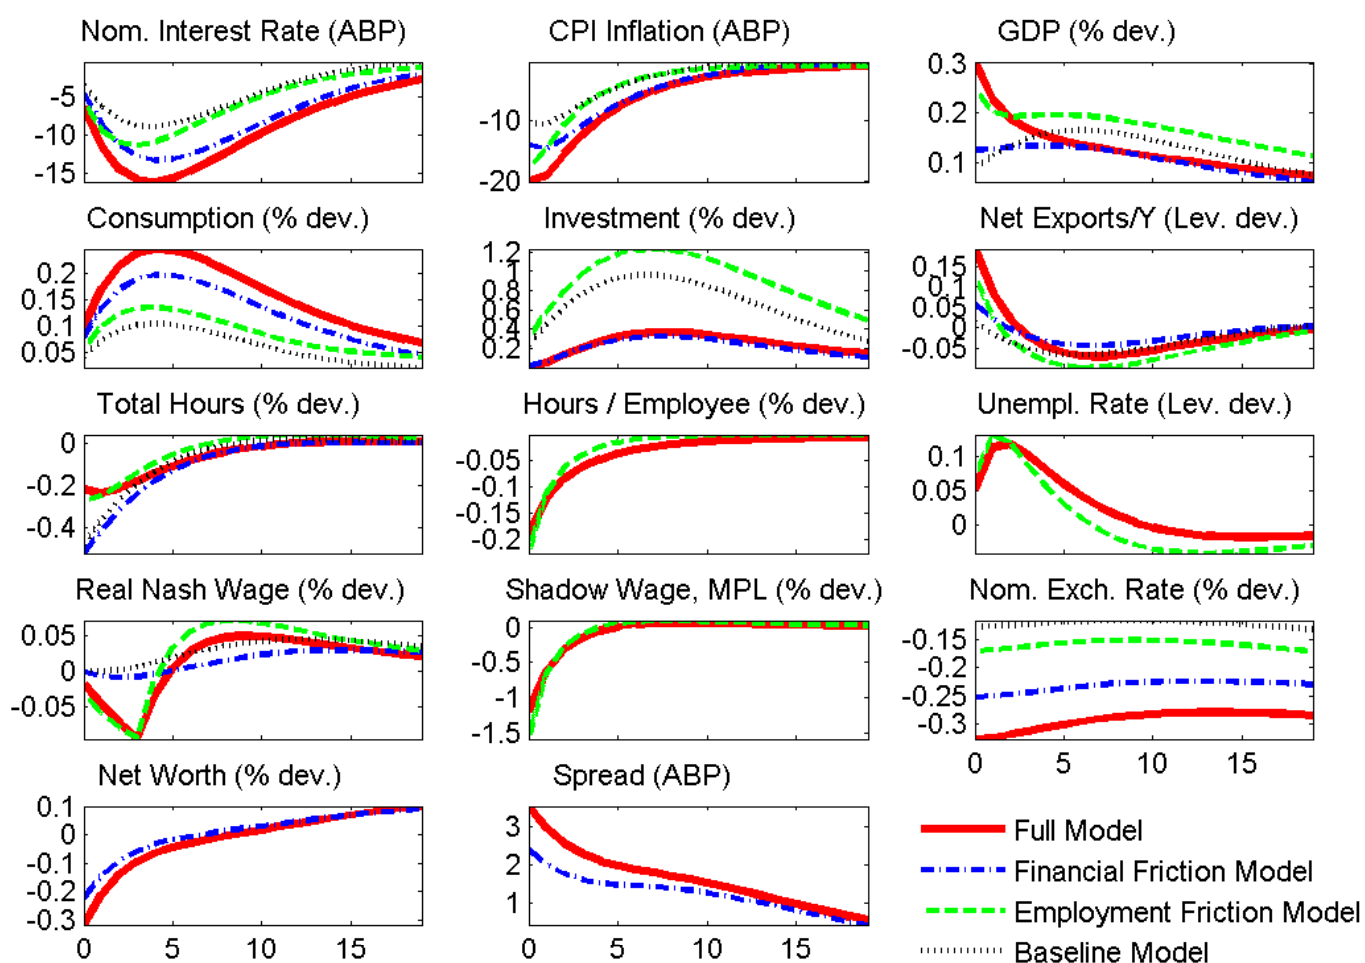 Nom. Interest Rate (ABP)
CPI Inflation (ABP)
GDP (% dev.)
-5
-10
-15
-10
-20
0.3
0.2
0.1
Consumption (% dev.)
Investment (% dev.)
Net Exports/Y (Lev. dev.)
0.2
0.15
0.1
0.05
1.2
1
0.8
0.6
0.4
0.2
0.15
0.1
0.05
0
-0.05
Total Hours (% dev.)
Hours / Employee (% dev.)
Unempl. Rate (Lev. dev.)
0
-0.2
-0.4
-0.05
-0.1
-0.15
-0.2
0.1
0.05
0
Real Nash Wage (% dev.)
Shadow Wage, MPL (% dev.)
Nom. Exch. Rate (% dev.)
0.05
0
-0.05
0
-0.5
-1
-1.5
-0.15
-0.2
-0.25
-0.3
0 5 10 15
Net Worth (% dev.)
Spread (ABP)
0.1
0
-0.1
-0.2
-0.3
0 5 10 15
3
2
1
0 5 10 15
Full Model
Financial Friction Model
Employment Friction Model
Baseline Model